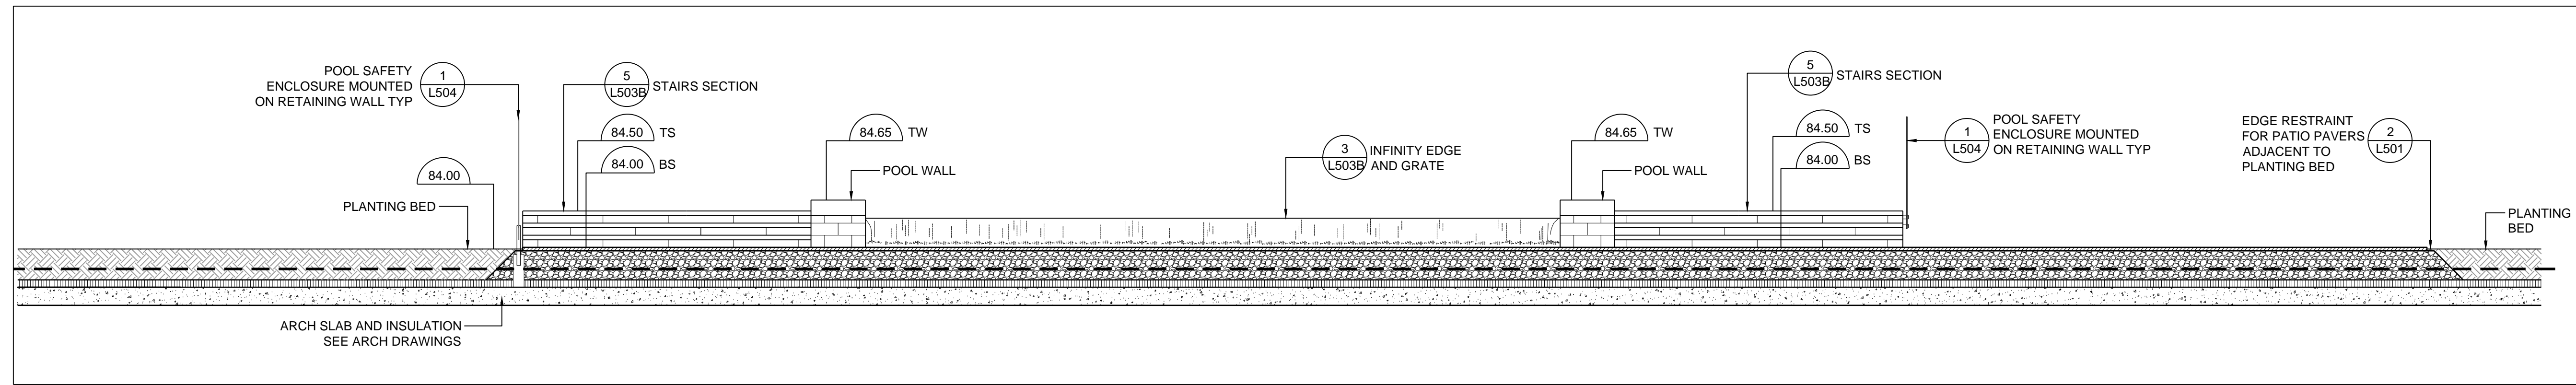 POOL SAFETY
ENCLOSURE MOUNTED
ON RETAINING WALL TYP
1
L504
5
L503B
STAIRS SECTION
84.50 TS
84.00 BS
84.00
PLANTING BED
84.65 TW
POOL WALL
3
L503B
INFINITY EDGE
AND GRATE
84.65 TW
POOL WALL
5
L503B
STAIRS SECTION
84.50 TS
84.00 BS
1
L504
POOL SAFETY
ENCLOSURE MOUNTED
ON RETAINING WALL TYP
EDGE RESTRAINT
FOR PATIO PAVERS
ADJACENT TO
PLANTING BED
2
L501
PLANTING
BED
ARCH SLAB AND INSULATION
SEE ARCH DRAWINGS